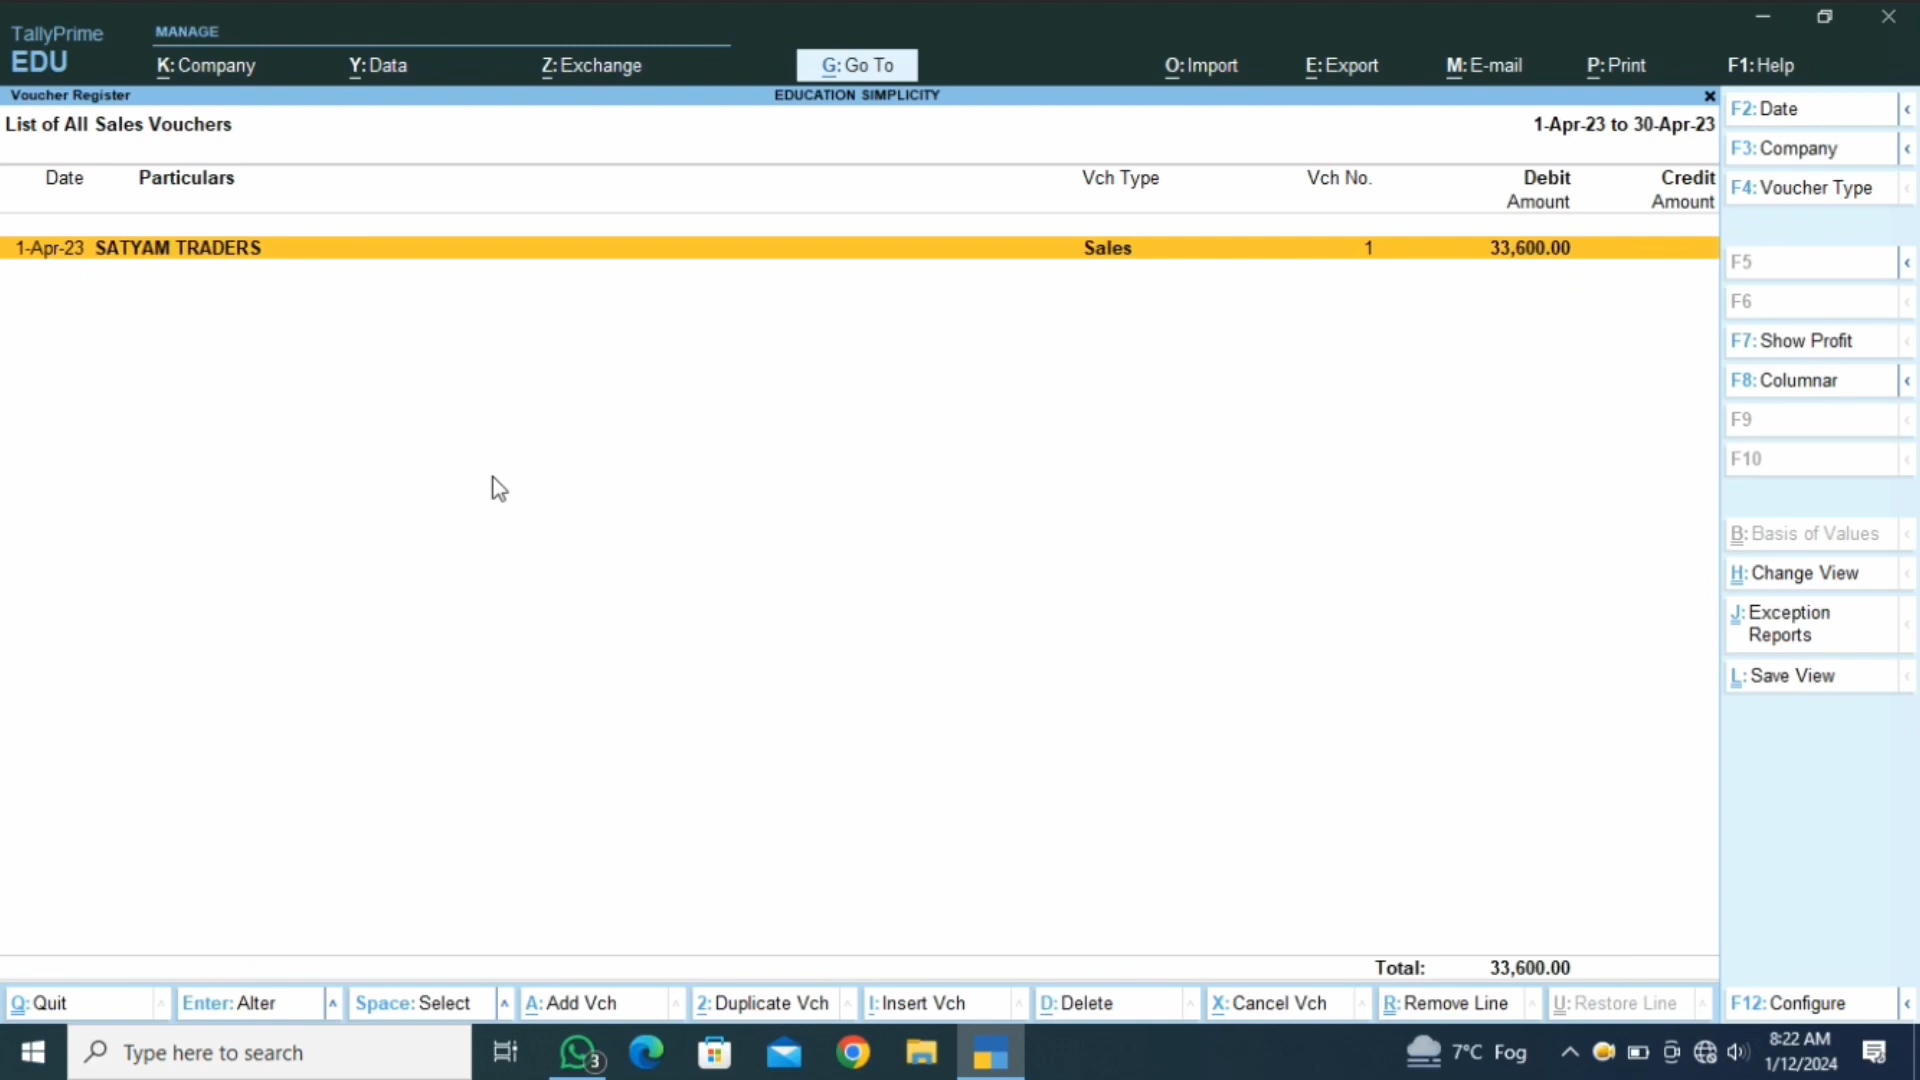 TallyPrime
EDU
MANAGE
K: Company
Y: Data
Z: Exchange
G: Go To
O: Import
E: Export
M: E-mail
P: Print
F1: Help
Voucher Register
EDUCATION SIMPLICITY
List of All Sales Vouchers
1-Apr-23 to 30-Apr-23
Date Particulars Vch Type Vch No. Debit Credit
Amount Amount
1-Apr-23 SATYAM TRADERS Sales 1 33,600.00
Total: 33,600.00
F2: Date
F3: Company
F4: Voucher Type
F5
F6
F7: Show Profit
F8: Columnar
F9
F10
B: Basis of Values
H: Change View
J: Exception
Reports
L: Save View
F12: Configure
Q: Quit
Enter: Alter
Space: Select
A: Add Vch
2: Duplicate Vch
I: Insert Vch
D: Delete
X: Cancel Vch
R: Remove Line
U: Restore Line
Type here to search
3
7°C Fog
8:22 AM
1/12/2024